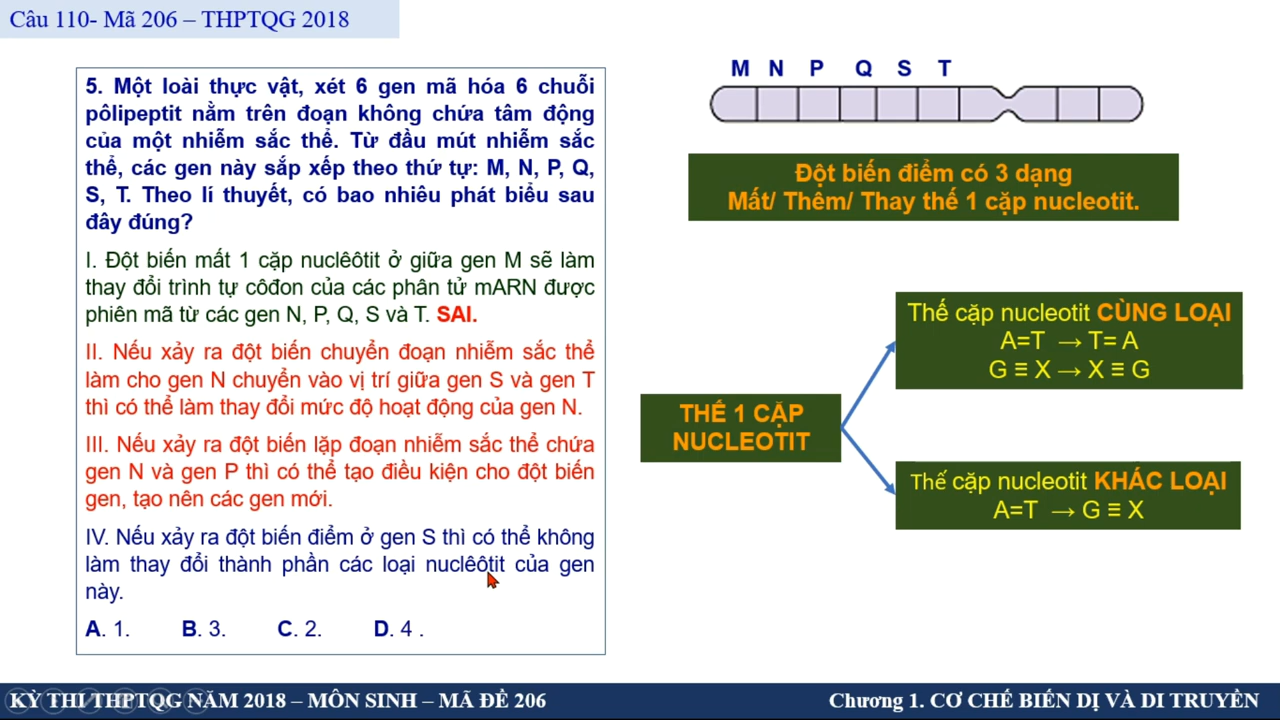 Câu 110- Mã 206 – THPTQG 2018
5. Một loài thực vật, xét 6 gen mã hóa 6 chuỗi
pôlipeptit nằm trên đoạn không chứa tâm động
của một nhiễm sắc thể. Từ đầu mút nhiễm sắc
thể, các gen này sắp xếp theo thứ tự: M, N, P, Q,
S, T. Theo lí thuyết, có bao nhiêu phát biểu sau
đây đúng?
I. Đột biến mất 1 cặp nuclêôtit ở giữa gen M sẽ làm
thay đổi trình tự côđon của các phân tử mARN được
phiên mã từ các gen N, P, Q, S và T. SAI.
II. Nếu xảy ra đột biến chuyển đoạn nhiễm sắc thể
làm cho gen N chuyển vào vị trí giữa gen S và gen T
thì có thể làm thay đổi mức độ hoạt động của gen N.
III. Nếu xảy ra đột biến lặp đoạn nhiễm sắc thể chứa
gen N và gen P thì có thể tạo điều kiện cho đột biến
gen, tạo nên các gen mới.
IV. Nếu xảy ra đột biến điểm ở gen S thì có thể không
làm thay đổi thành phần các loại nuclêôtit của gen
này.
A. 1. B. 3. C. 2. D. 4 .
M N P Q S T
Đột biến điểm có 3 dạng
Mất/ Thêm/ Thay thế 1 cặp nucleotit.
THẾ 1 CẶP
NUCLEOTIT
Thế cặp nucleotit CÙNG LOẠI
A=T → T= A
G ≡ X → X ≡ G
Thế cặp nucleotit KHÁC LOẠI
A=T → G ≡ X
KỲ THI THPTQG NĂM 2018 – MÔN SINH – MÃ ĐỀ 206
Chương 1. CƠ CHẾ BIẾN DỊ VÀ DI TRUYỀN